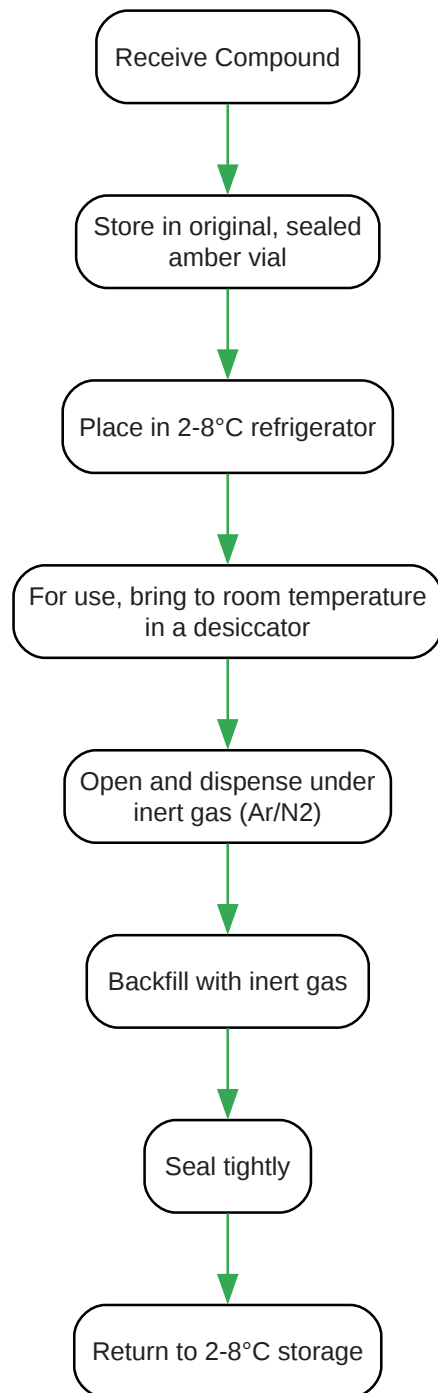 Receive Compound
Store in original, sealed
amber vial
Place in 2-8°C refrigerator
For use, bring to room temperature
in a desiccator
Open and dispense under
inert gas (Ar/N2)
Backfill with inert gas
Seal tightly
Return to 2-8°C storage